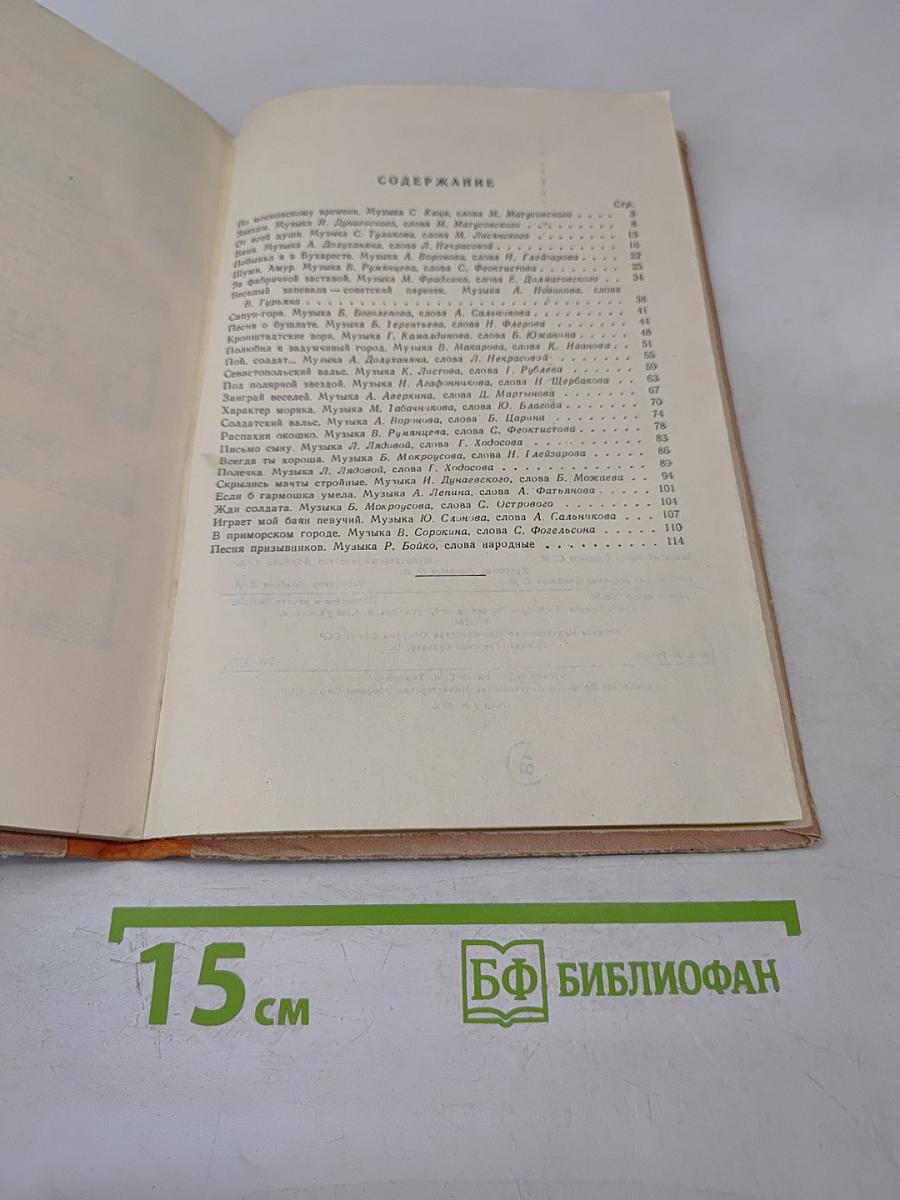 СОДЕРЖАНИЕ
Стр.
По московскому времени. Музыка С. Каца, слова М. Матусовского . . . . 3
Звезды. Музыка И. Дунаевского, слова М. Матусовского . . . . . . 8
От всей души. Музыка С. Туликова, слова М. Лисянского . . . . . 13
Вальс. Музыка А. Долуханяна, слова Л. Некрасовой . . . . . . . 16
Побывал я в Бухаресте. Музыка А. Воронова, слова Н. Глейзарова . . . . 22
Шуми, Амур. Музыка В. Румянцева, слова С. Феоктистова . . . . . 25
За фабричной заставой. Музыка М. Фрадкина, слова Е. Долматовского . . 34
Веселый запевала — советский паренек. Музыка А. Новикова, слова
В. Гурьяна . . . . . . . . . . . . . . . . . . . . 38
Сапун-гора. Музыка Б. Боголепова, слова А. Сальникова . . . . . . 41
Песня о бушлате. Музыка Б. Терентьева, слова Н. Флерова . . . . . 44
Кронштадтские зори. Музыка Г. Камалдинова, слова Б. Южанина . . . . 48
Полюбил я задумчивый город. Музыка В. Макарова, слова К. Иванова . . 51
Пой, солдат... Музыка А. Долуханяна, слова Л. Некрасовой . . . . . 55
Севастопольский вальс. Музыка К. Листова, слова Г. Рублева . . . . . 59
Под полярной звездой. Музыка Н. Агафонникова, слова Н. Щербакова . . 63
Заиграй веселей. Музыка А. Аверкина, слова Д. Мартынова . . . . . 67
Характер моряка. Музыка М. Табачникова, слова Ю. Благова . . . . . 70
Солдатский вальс. Музыка А. Воронова, слова Б. Царина . . . . . . 74
Распахни окошко. Музыка В. Румянцева, слова С. Феоктистова . . . . . 78
Письмо сыну. Музыка Л. Лядовой, слова Г. Ходосова . . . . . . . 83
Всегда ты хороша. Музыка Б. Мокроусова, слова Н. Глейзарова . . . . . 86
Полечка. Музыка Л. Лядовой, слова Г. Ходосова . . . . . . . . . 89
Скрылись мачты стройные. Музыка И. Дунаевского, слова Б. Можаева . . 94
Если б гармошка умела. Музыка А. Лепина, слова А. Фатьянова . . . . 101
Жди солдата. Музыка Б. Мокроусова, слова С. Острового . . . . . . 104
Играет мой баян певучий. Музыка Ю. Слонова, слова А. Сальникова . . . 107
В приморском городе. Музыка В. Сорокина, слова С. Фогельсона . . . . 110
Песня призывников. Музыка Р. Бойко, слова народные . . . . . . . . 114
15 см
БФ БИБЛИОФАН